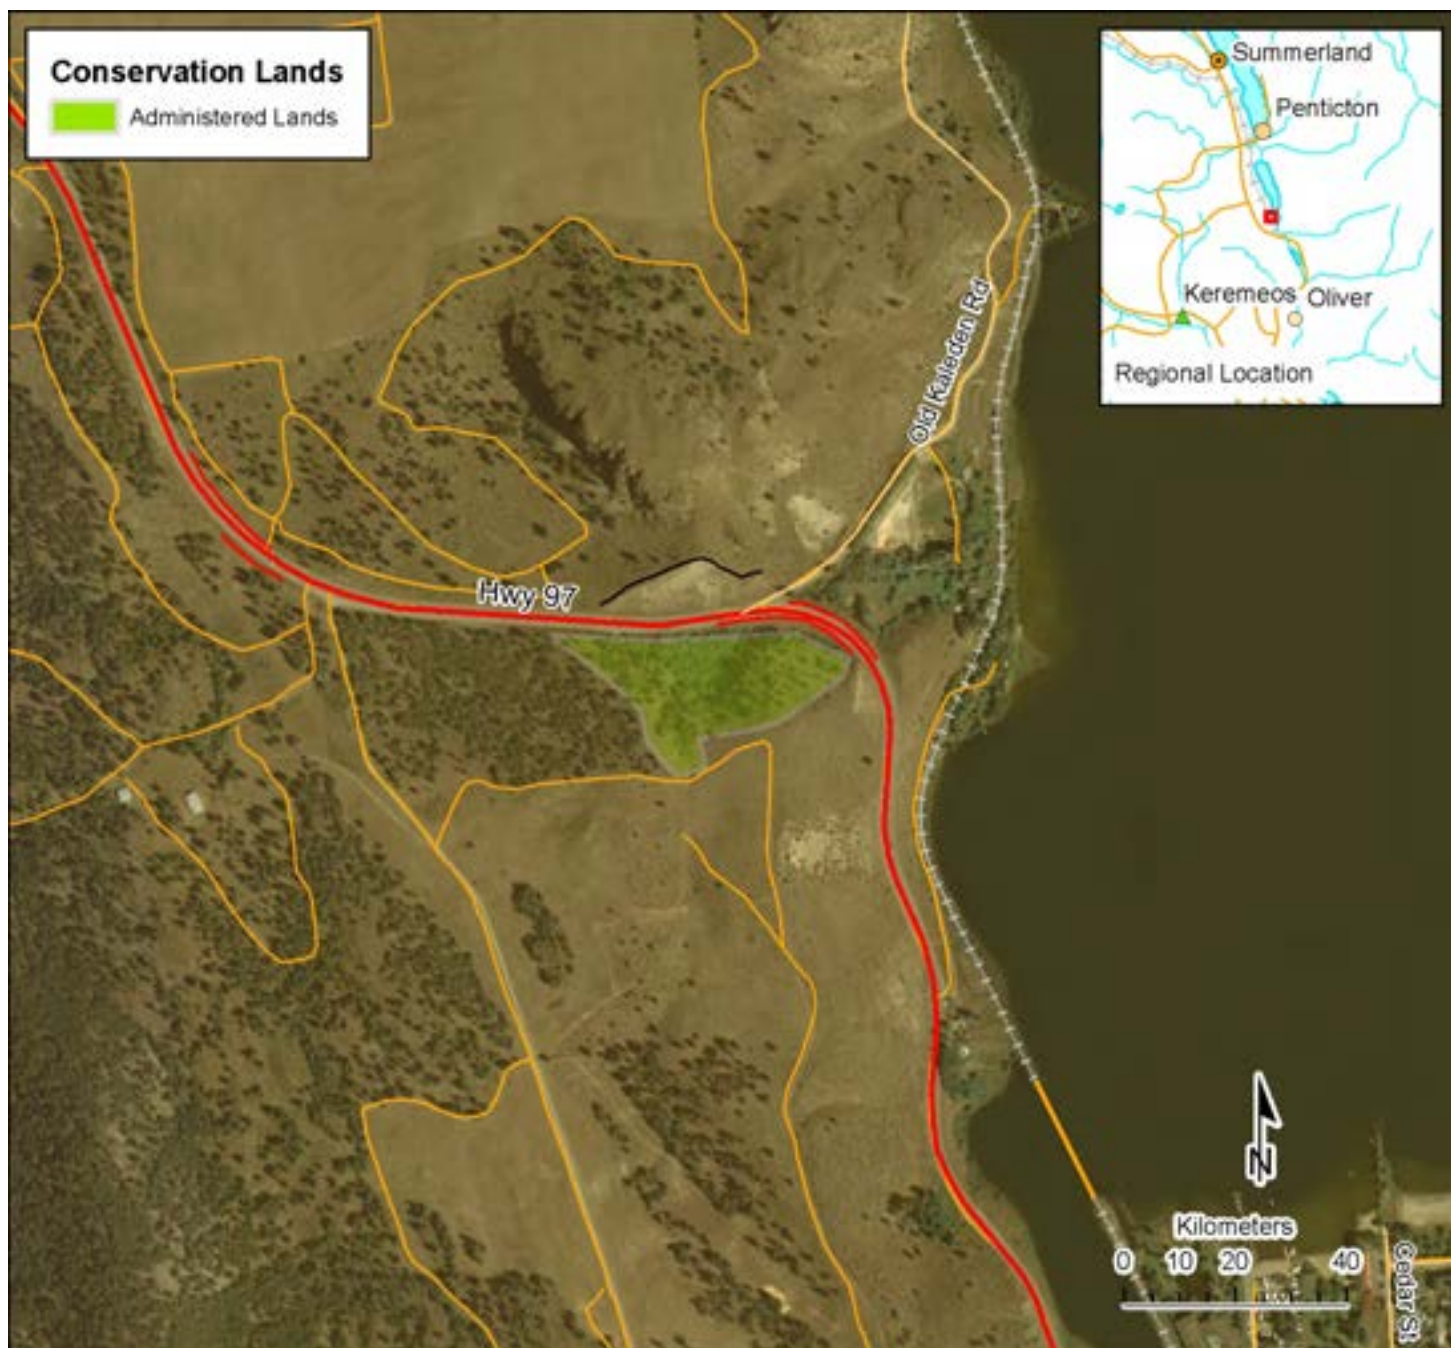 Conservation Lands
Administered Lands
Summerland
Penticton
Keremeos
Oliver
Regional Location
Old Kaleden Rd
Hwy 97
N
Kilometers
0 10 20 40
Cedar St